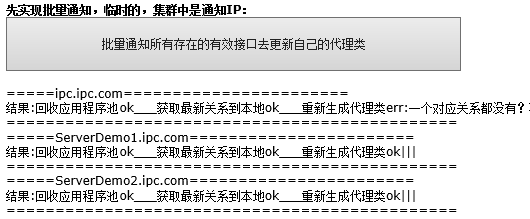 先实现批量通知，临时的，集群中是通知IP：
批量通知所有存在的有效接口去更新自己的代理类
=====ipc.ipc.com=======================
结果:回收应用程序池ok___获取最新关系到本地ok___重新生成代理类err:一个对应关系都没有？
==============================================
=====ServerDemo1.ipc.com=======================
结果:回收应用程序池ok___获取最新关系到本地ok___重新生成代理类ok|||
==============================================
=====ServerDemo2.ipc.com=======================
结果:回收应用程序池ok___获取最新关系到本地ok___重新生成代理类ok|||
==============================================